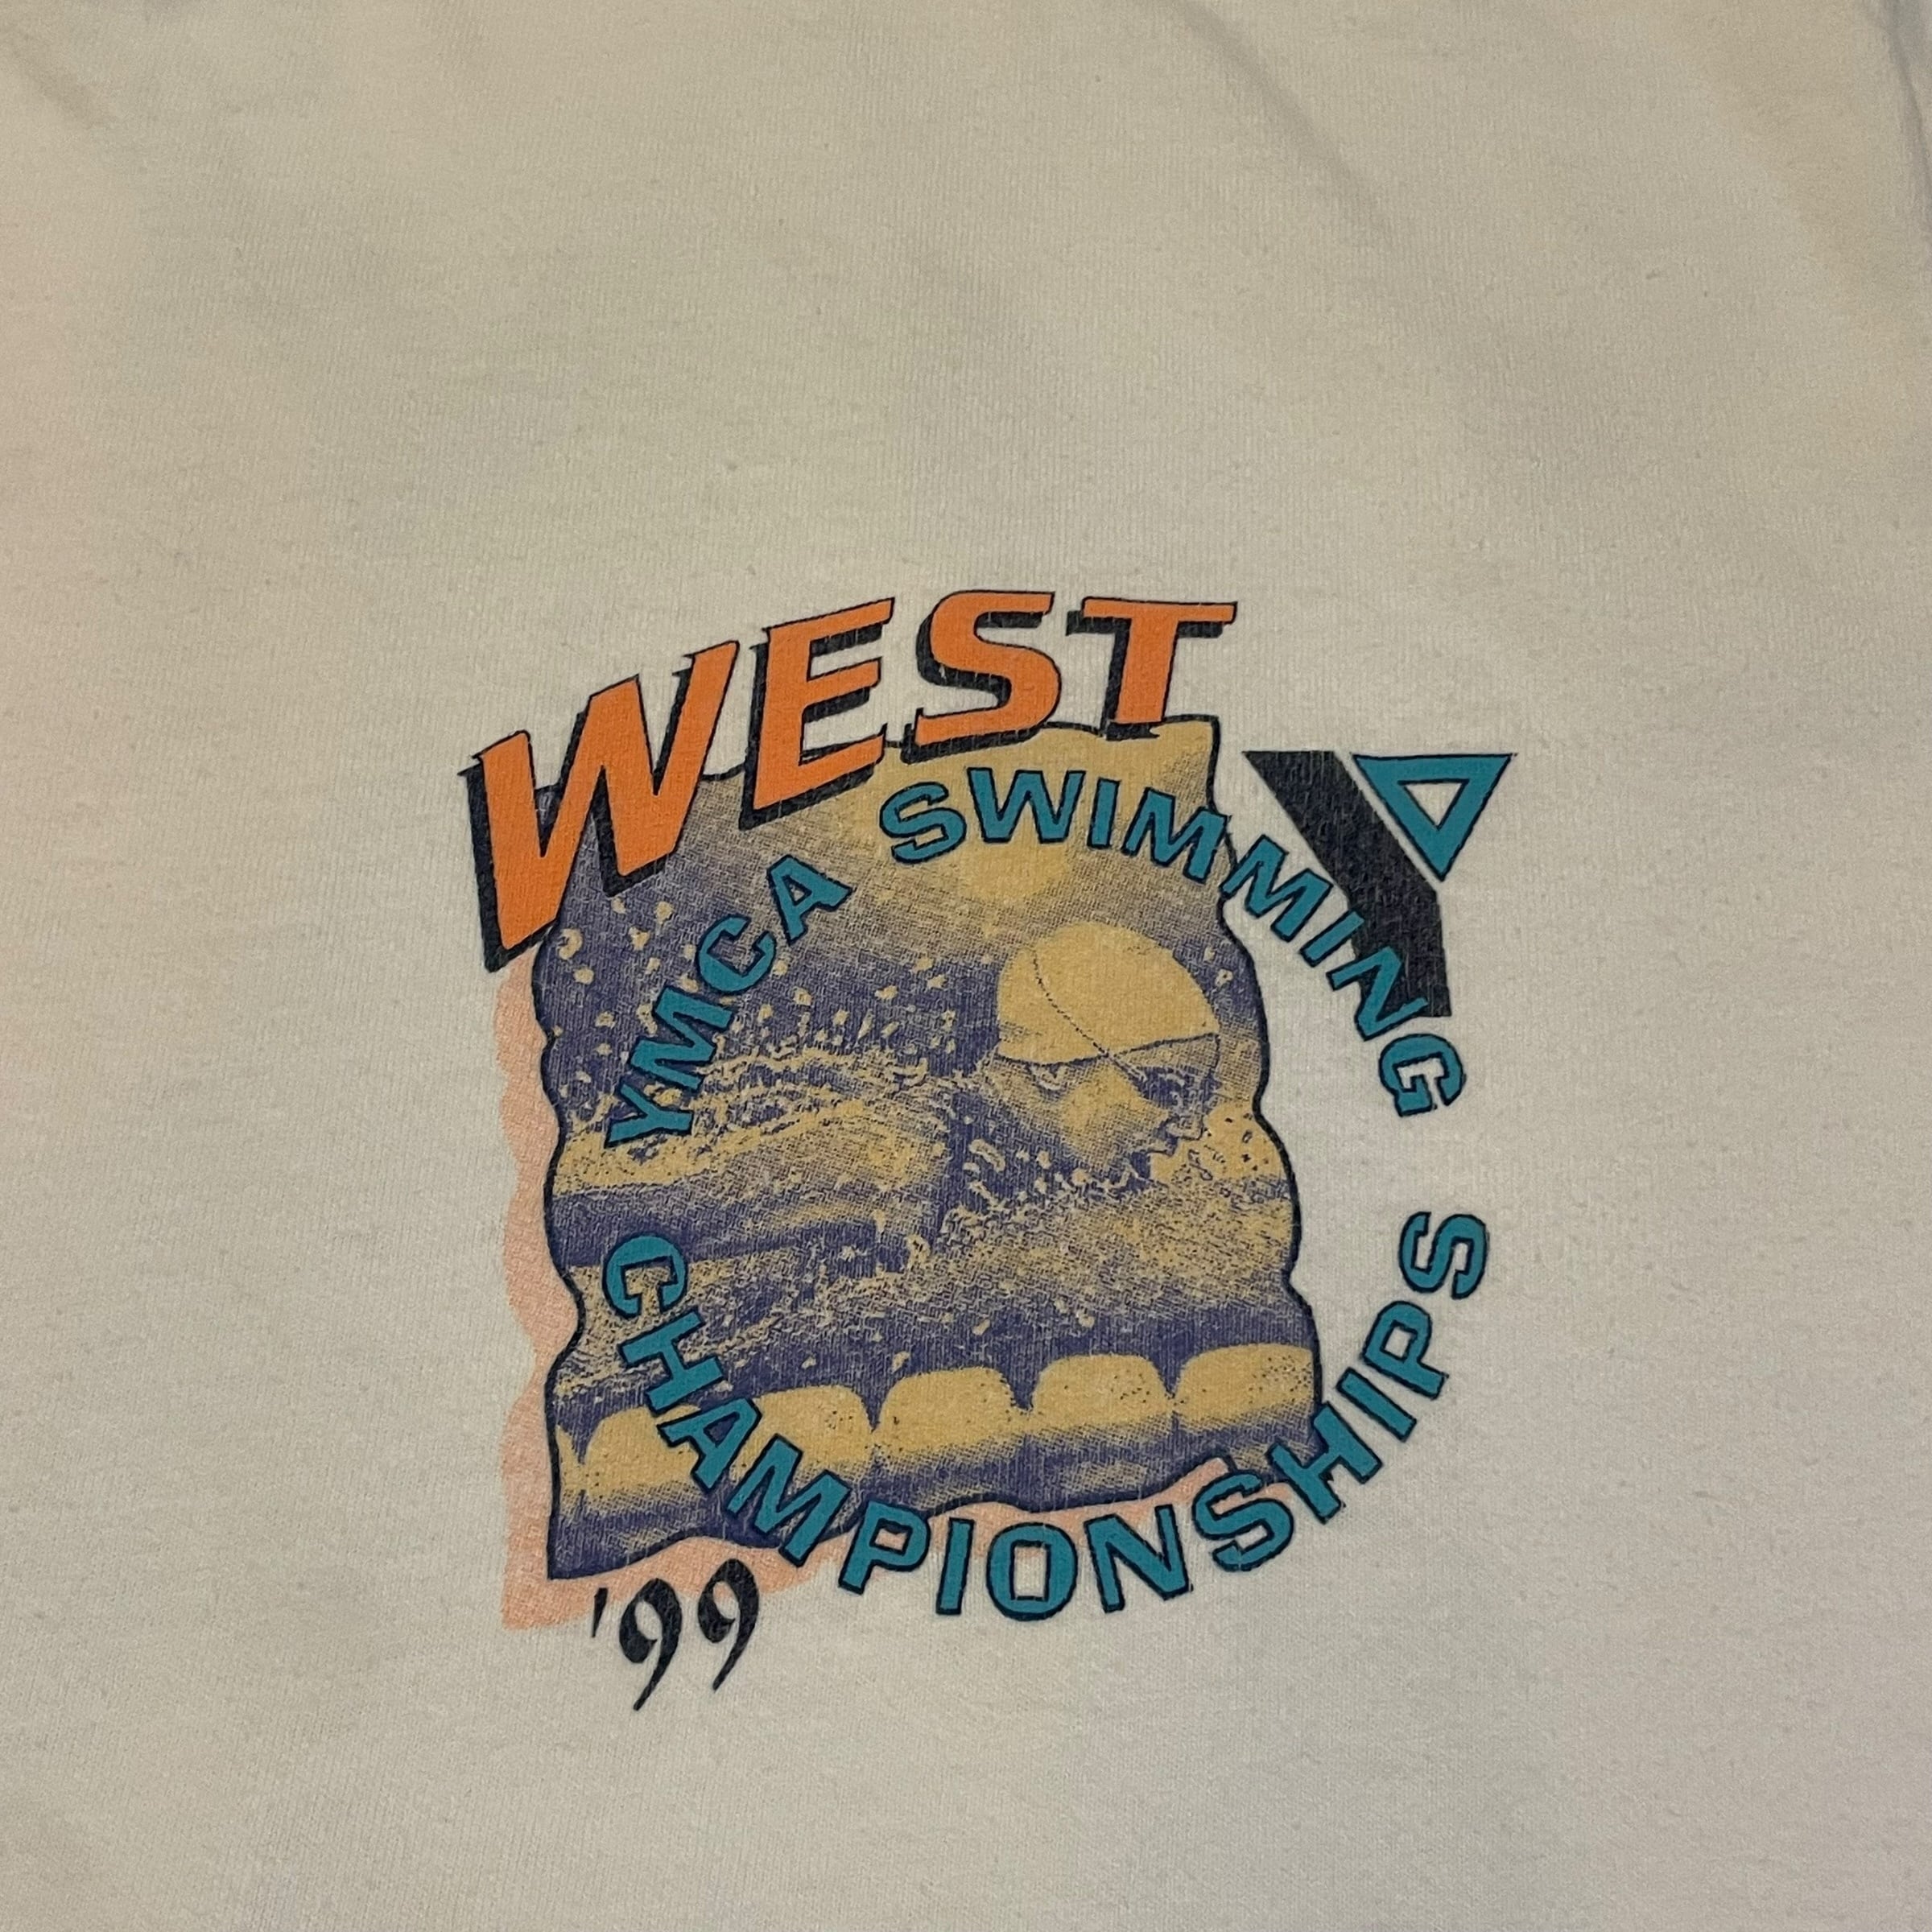 WEST
YMCA SWIMMING
CHAMPIONSHIPS
'99